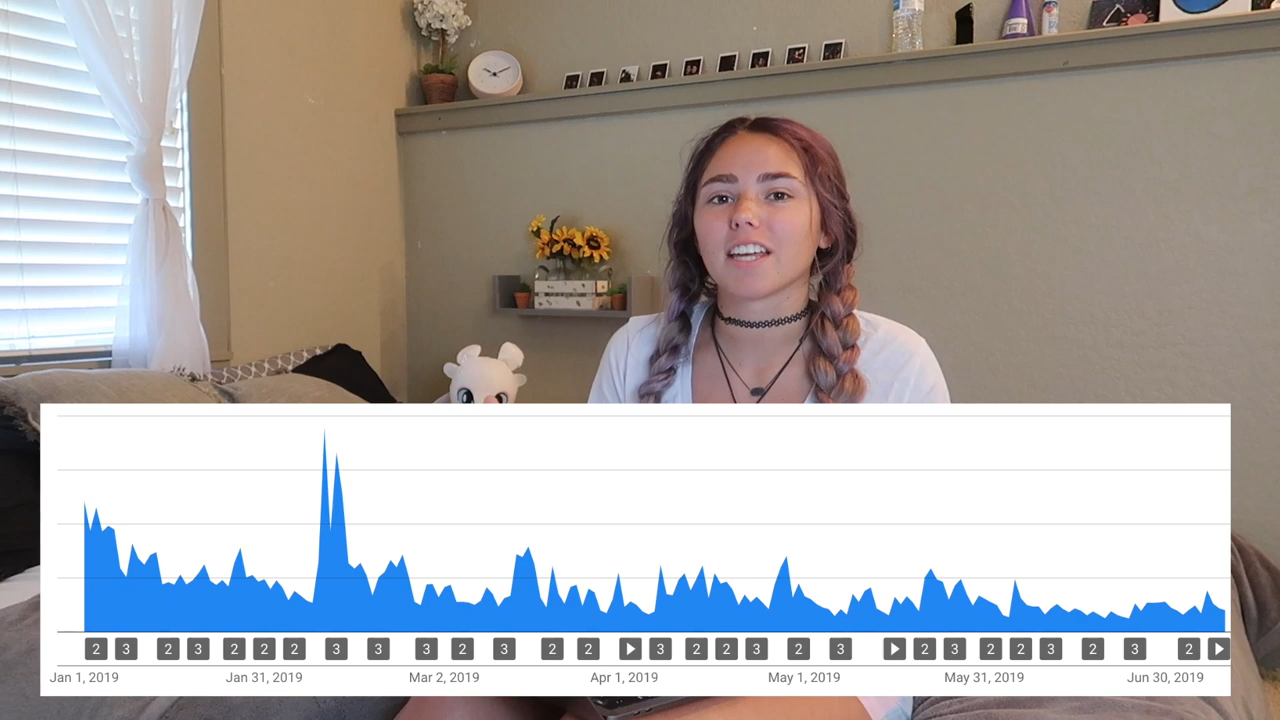 2 3 2 3 2 2 2 3 3 3 2 3 2 2 3 2 2 3 2 3 2 3 2 2 3 2 3 2
Jan 1, 2019 Jan 31, 2019 Mar 2, 2019 Apr 1, 2019 May 1, 2019 May 31, 2019 Jun 30, 2019